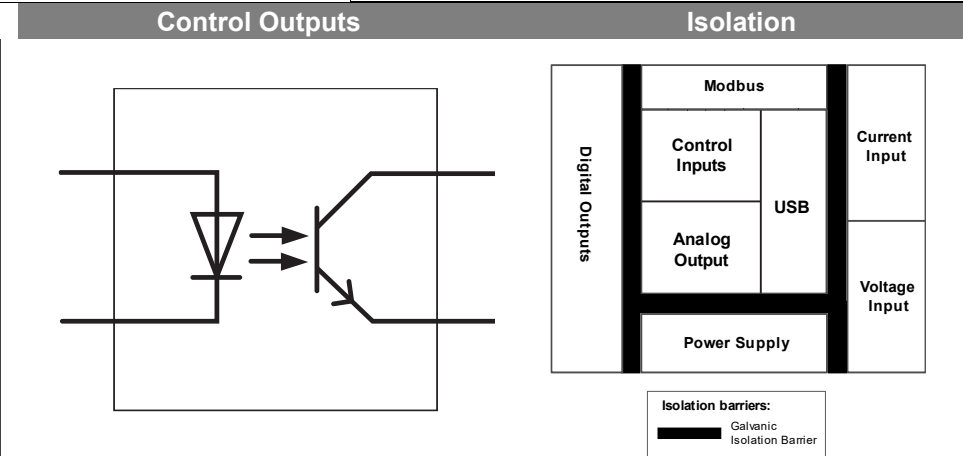 Control Outputs
Isolation
Digital Outputs
Modbus
Control
Inputs
Analog
Output
USB
Power Supply
Current
Input
Voltage
Input
Isolation barriers:
Galvanic
Isolation Barrier